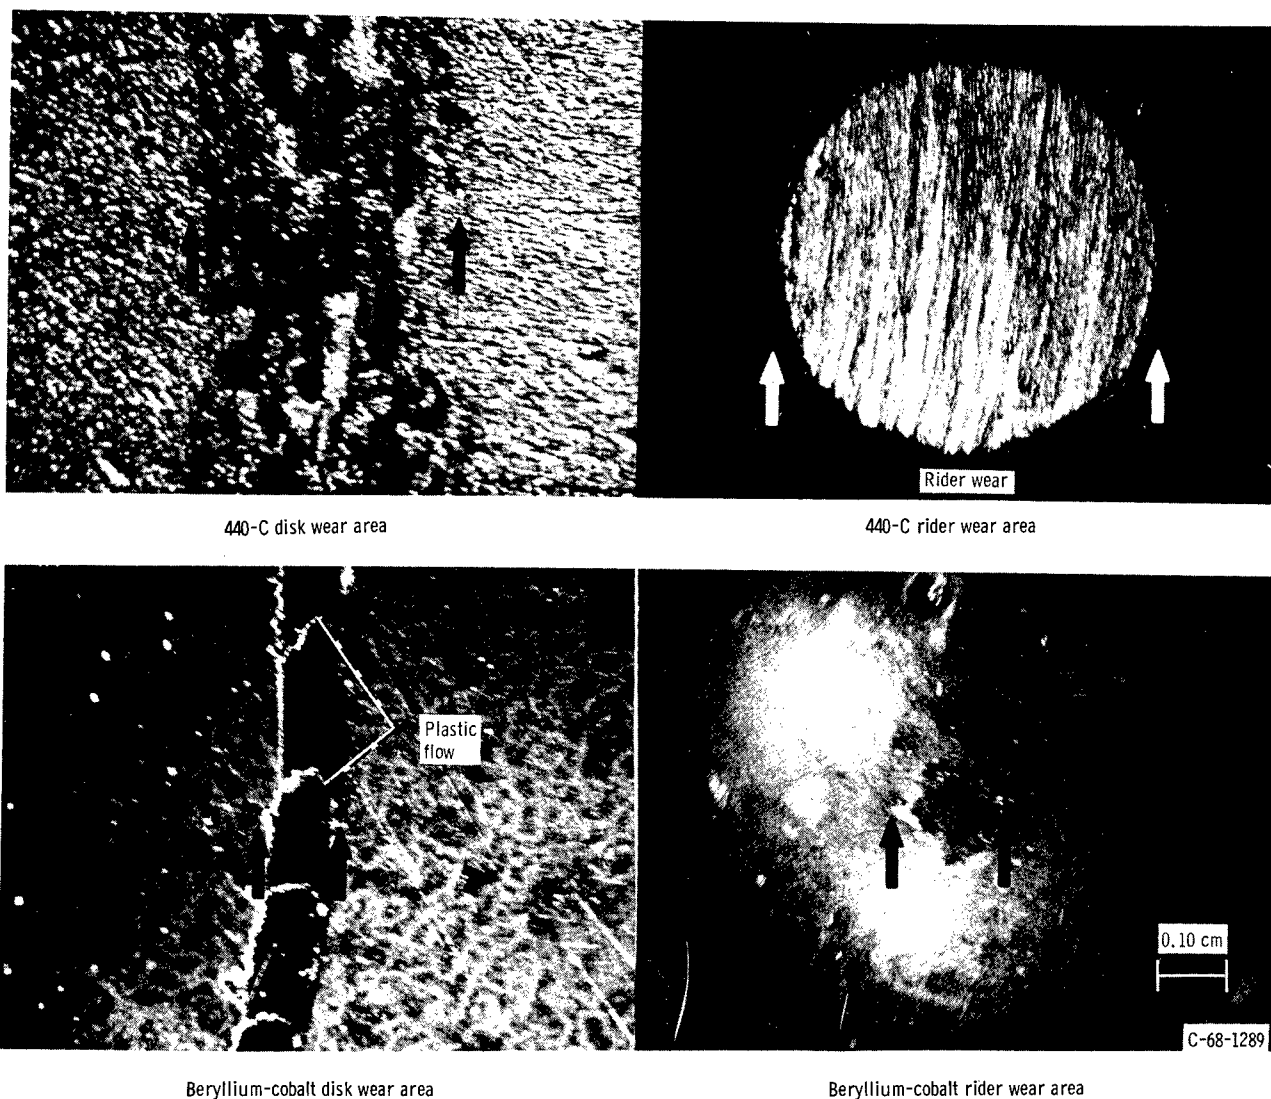 Rider wear
440-C disk wear area
440-C rider wear area
Plastic
flow
0.10 cm
C-68-1289
Beryllium-cobalt disk wear area
Beryllium-cobalt rider wear area